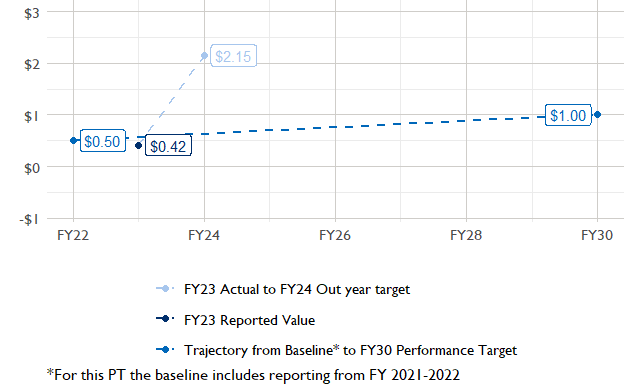 $3
$2
$1
$0
-$1
$2.15
$0.50
$0.42
$1.00
FY22
FY24
FY26
FY28
FY30
FY23 Actual to FY24 Out year target
FY23 Reported Value
Trajectory from Baseline* to FY30 Performance Target
*For this PT the baseline includes reporting from FY 2021-2022